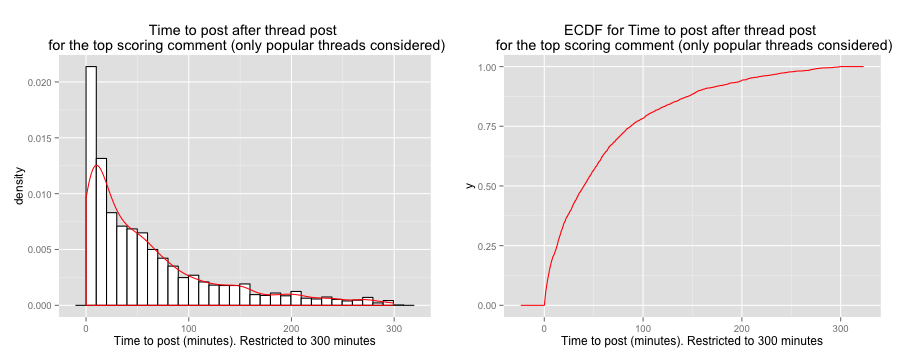 Time to post after thread post
for the top scoring comment (only popular threads considered)
density
0.020
0.015
0.010
0.005
0.000
0
100
200
300
Time to post (minutes). Restricted to 300 minutes
ECDF for Time to post after thread post
for the top scoring comment (only popular threads considered)
y
1.00
0.75
0.50
0.25
0.00
0
100
200
300
Time to post (minutes). Restricted to 300 minutes